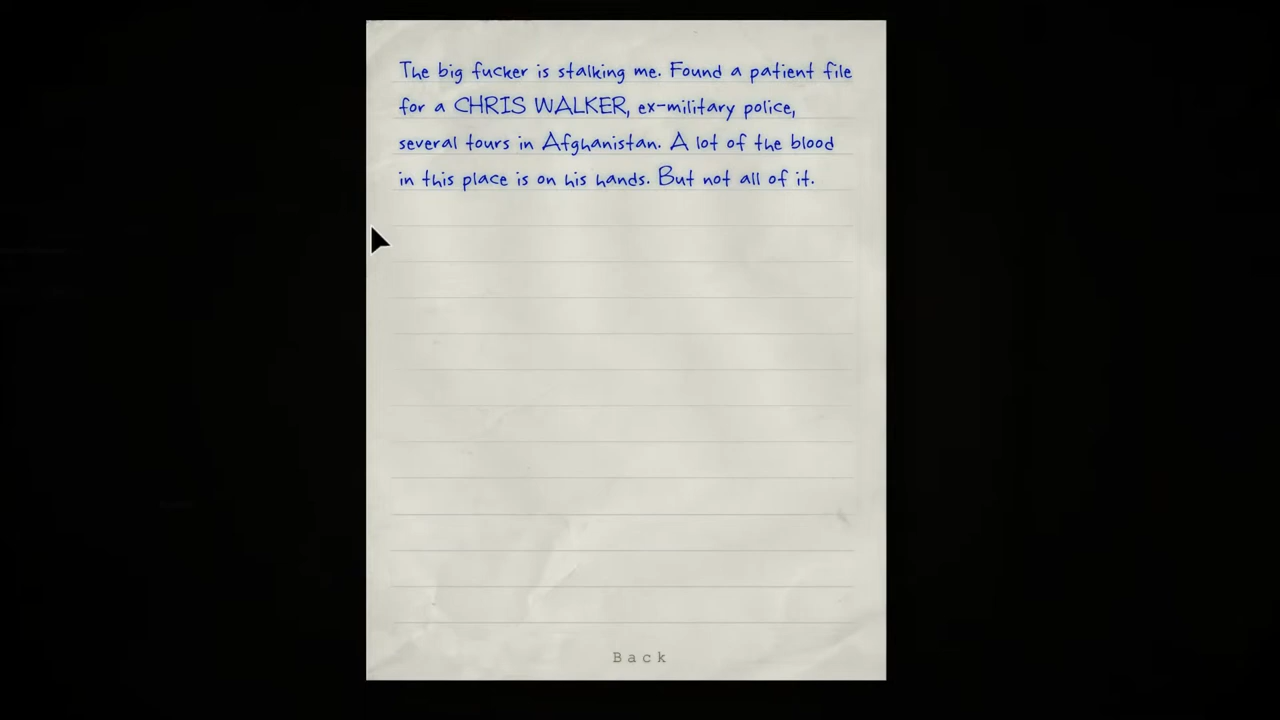 The big fucker is stalking me. Found a patient file
for a CHRIS WALKER, ex-military police,
several tours in Afghanistan. A lot of the blood
in this place is on his hands. But not all of it.
Back